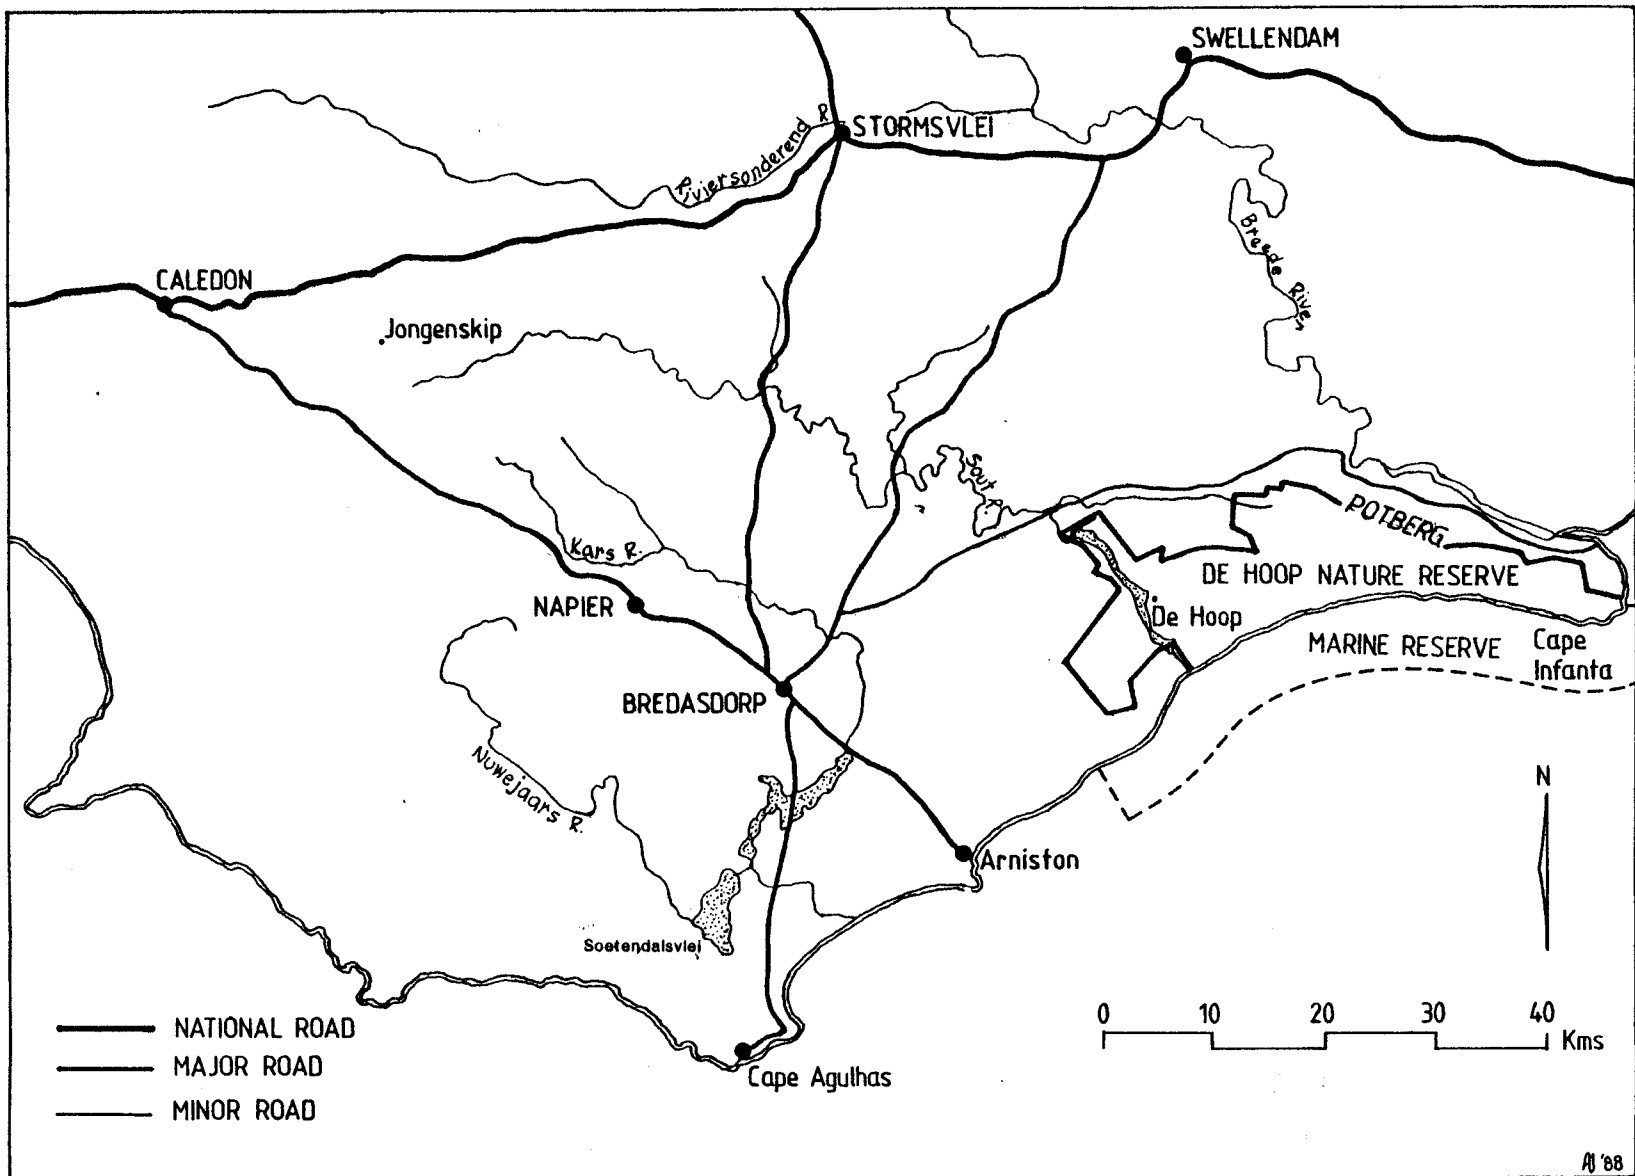 SWELLENDAM
STORMSVLEI
Riviersonderend R
Breede River
CALEDON
Jongenskip
Sout R.
POTBERG
Kars R.
DE HOOP NATURE RESERVE
NAPIER
De Hoop
MARINE RESERVE
Cape
Infanta
BREDASDORP
Nuwejaars R.
N
Arniston
Soetendalsvlei
0 10 20 30 40
Kms
NATIONAL ROAD
MAJOR ROAD
MINOR ROAD
Cape Agulhas
AJ '88